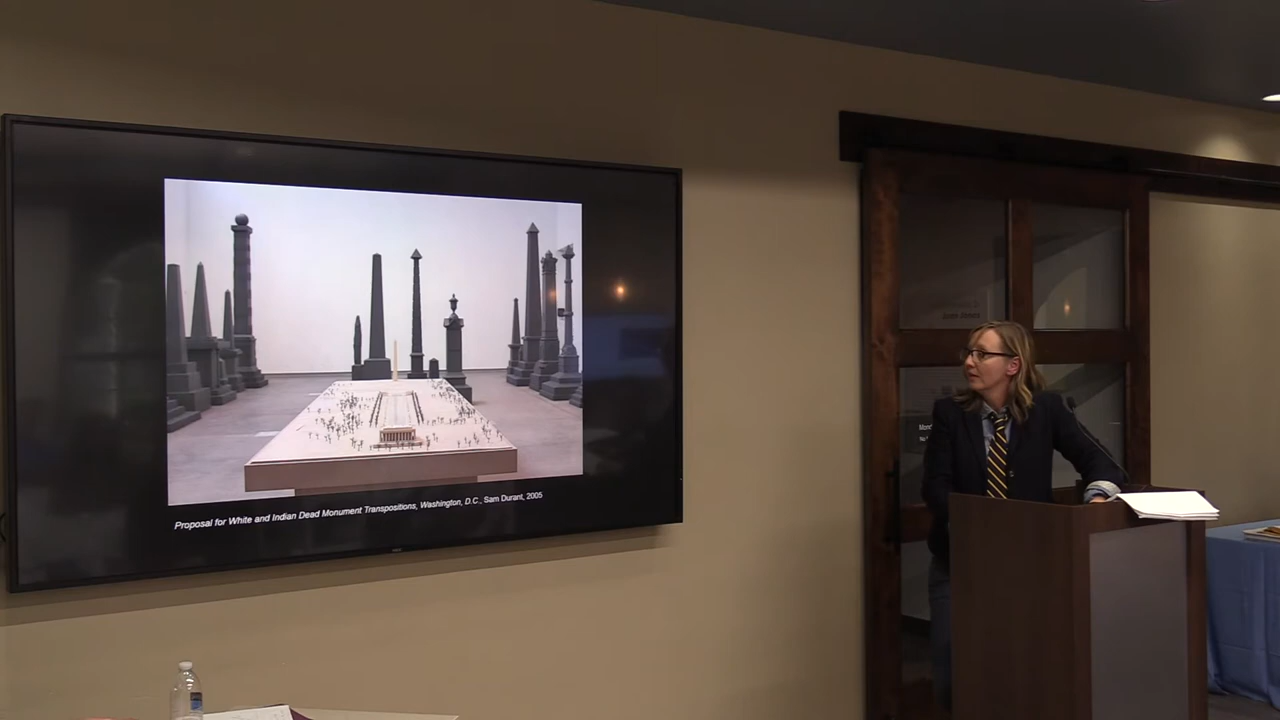 Proposal for White and Indian Dead Monument Transpositions, Washington, D.C., Sam Durant, 2005